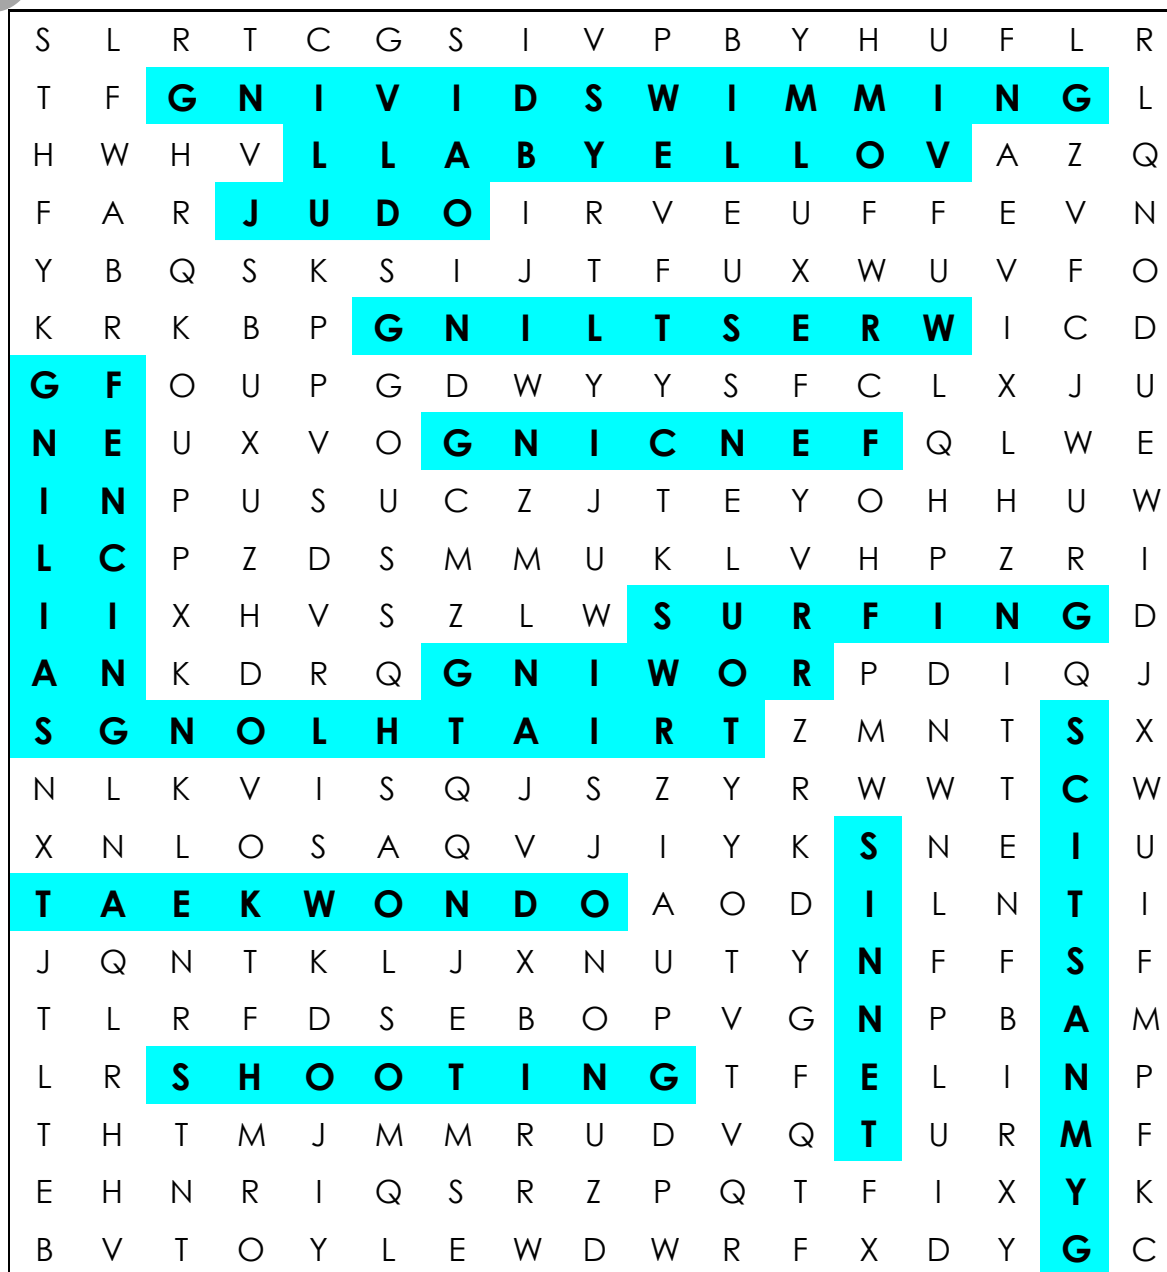 S L R T C G S I V P B Y H U F L R
T F G N I V I D S W I M M I N G L
H W H V L L A B Y E L L O V A Z Q
F A R J U D O I R V E U F F E V N
Y B Q S K S I J T F U X W U V F O
K R K B P G N I L T S E R W I C D
G F O U P G D W Y Y S F C L X J U
N E U X V O G N I C N E F Q L W E
I N P U S U C Z J T E Y O H H U W
L C P Z D S M M U K L V H P Z R I
I I X H V S Z L W S U R F I N G D
A N K D R Q G N I W O R P D I Q J
S G N O L H T A I R T Z M N T S X
N L K V I S Q J S Z Y R W W T C W
X N L O S A Q V J I Y K S N E I U
T A E K W O N D O A O D I L N T I
J Q N T K L J X N U T Y N F F S F
T L R F D S E B O P V G N P B A M
L R S H O O T I N G T F E L I N P
T H T M J M M R U D V Q T U R M F
E H N R I Q S R Z P Q T F I X Y K
B V T O Y L E W D W R F X D Y G C